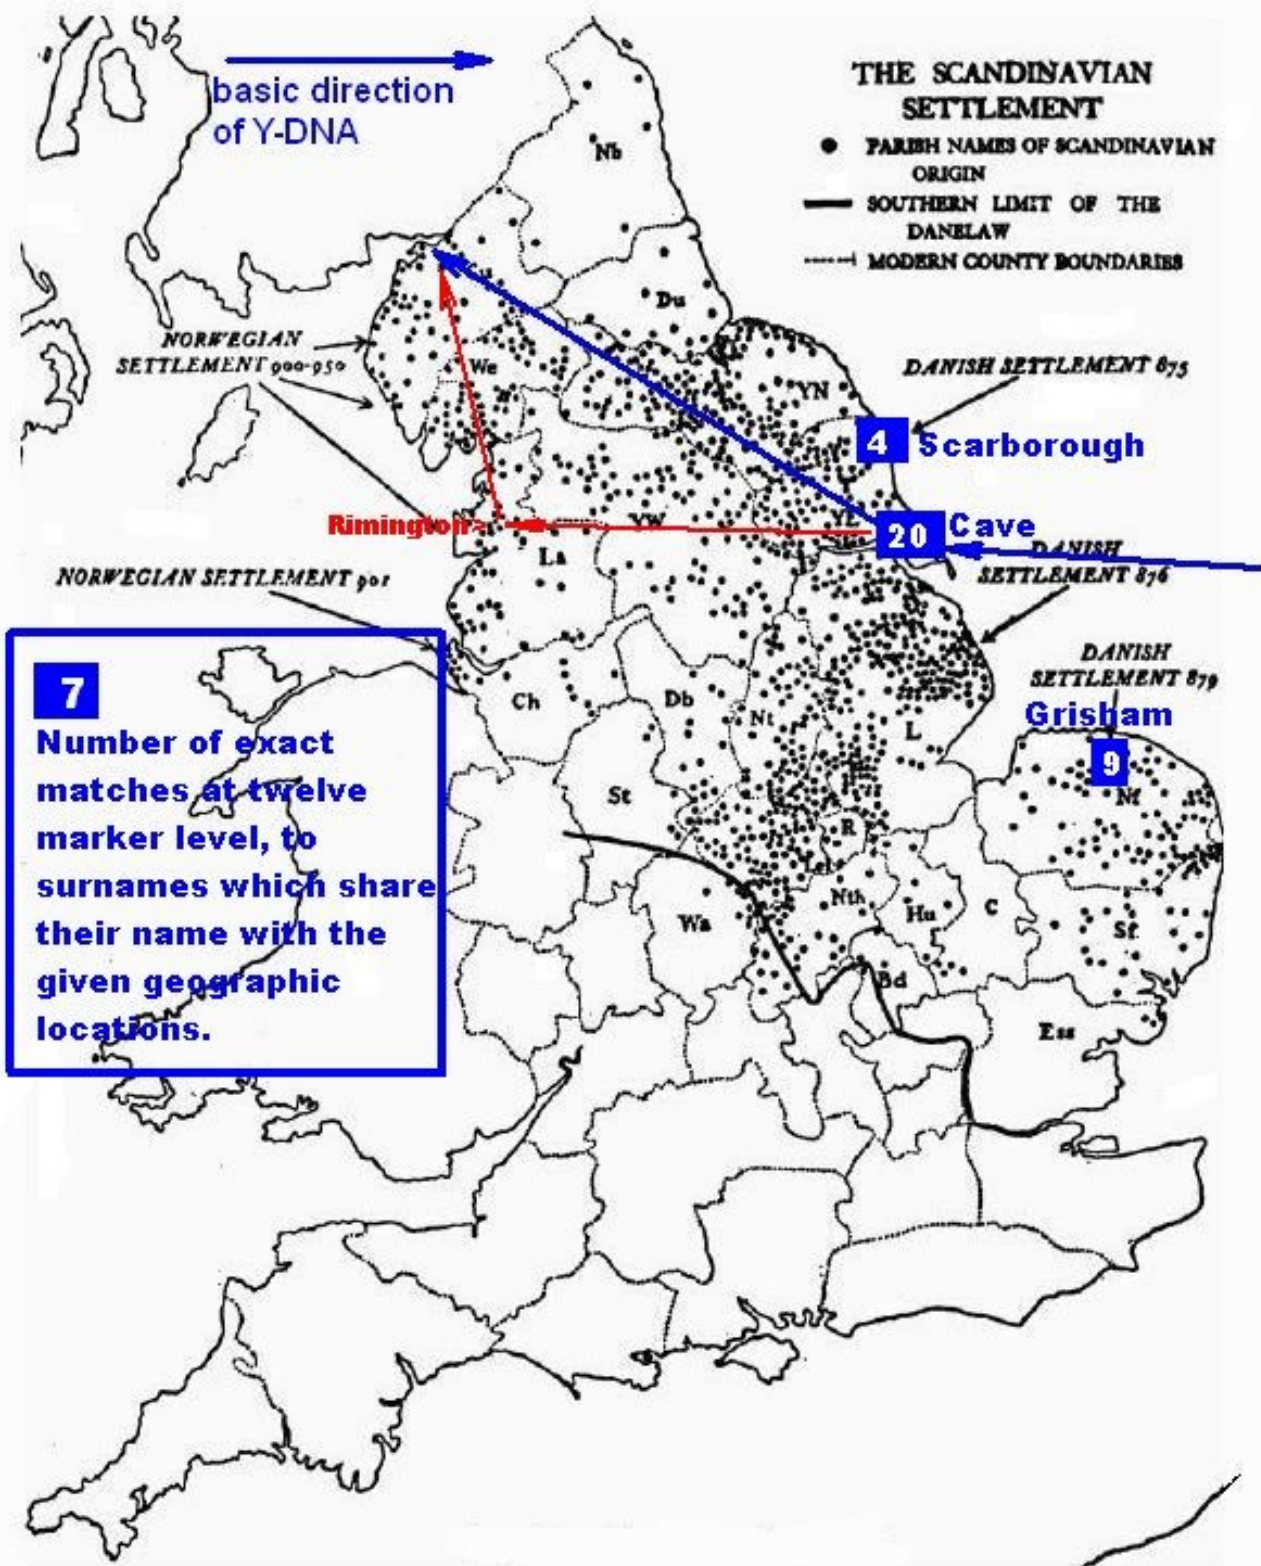 basic direction
of Y-DNA
THE SCANDINAVIAN
SETTLEMENT
PARISH NAMES OF SCANDINAVIAN
ORIGIN
SOUTHERN LIMIT OF THE
DANELAW
MODERN COUNTY BOUNDARIES
Nb
Du
NORWEGIAN
SETTLEMENT 900-950
We
YN
DANISH SETTLEMENT 875
4 Scarborough
Rimington>
YW
20 Cave
La
DANISH
SETTLEMENT 876
NORWEGIAN SETTLEMENT 901
DANISH
SETTLEMENT 879
Grisham
9
Nf
Ch
Db
Nt
L
St
R
7
Number of exact
matches at twelve
marker level, to
surnames which share
their name with the
given geographic
locations.
Wa
Nth
Hu
C
Sf
Bd
Ess